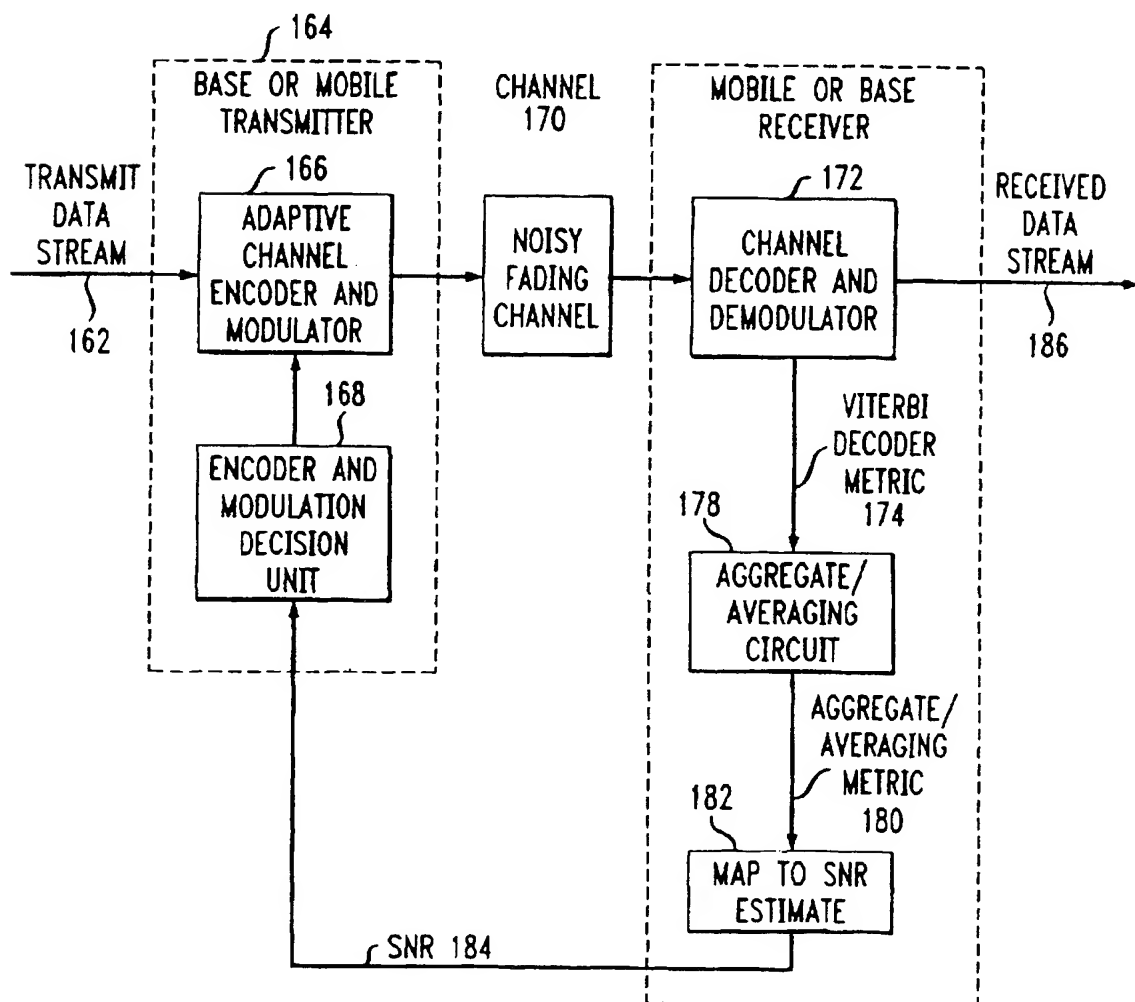 164
BASE OR MOBILE
TRANSMITTER
CHANNEL
170
MOBILE OR BASE
RECEIVER
TRANSMIT
DATA
STREAM
162
166
ADAPTIVE
CHANNEL
ENCODER AND
MODULATOR
NOISY
FADING
CHANNEL
172
CHANNEL
DECODER AND
DEMODULATOR
RECEIVED
DATA
STREAM
186
168
ENCODER AND
MODULATION
DECISION
UNIT
VITERBI
DECODER
METRIC
174
178
AGGREGATE/
AVERAGING
CIRCUIT
AGGREGATE/
AVERAGING
METRIC
180
182
MAP TO SNR
ESTIMATE
SNR 184